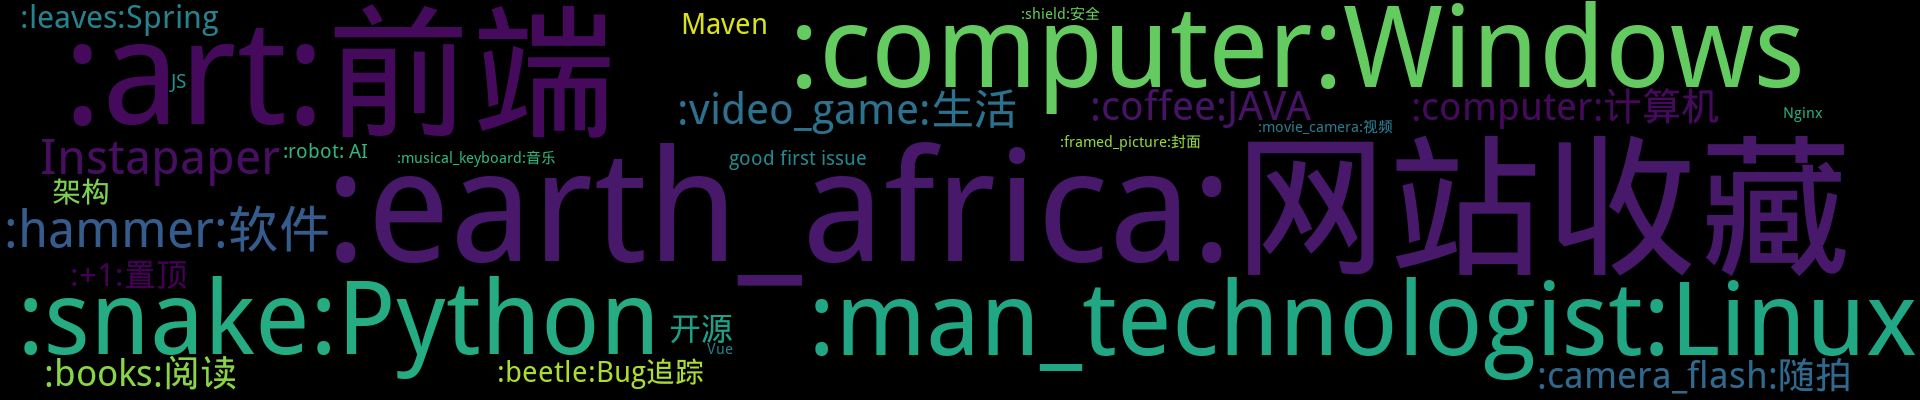 :leaves:Spring
:art:前端
JS
Maven
:computer:Windows
:shield:安全
:video_game:生活
:coffee:JAVA
:computer:计算机
Nginx
:movie_camera:视频
:framed_picture:封面
Instapaper
:robot: AI
:musical_keyboard:音乐
good first issue
架构
:hammer:软件
:earth_africa:网站收藏
:+1:置顶
:snake:Python
开源
Vue
:man_technologist:Linux
:books:阅读
:beetle:Bug追踪
:camera_flash:随拍